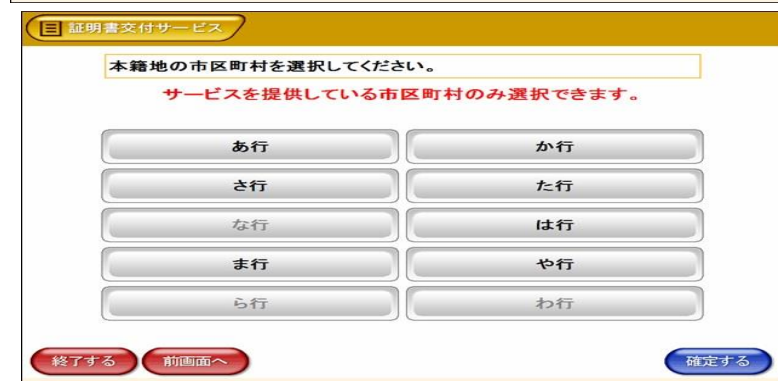 証明書交付サービス
本籍地の市区町村を選択してください。
サービスを提供している市区町村のみ選択できます。
あ行 か行
さ行 た行
な行 は行
ま行 や行
ら行 わ行
終了する 前画面へ 確定する